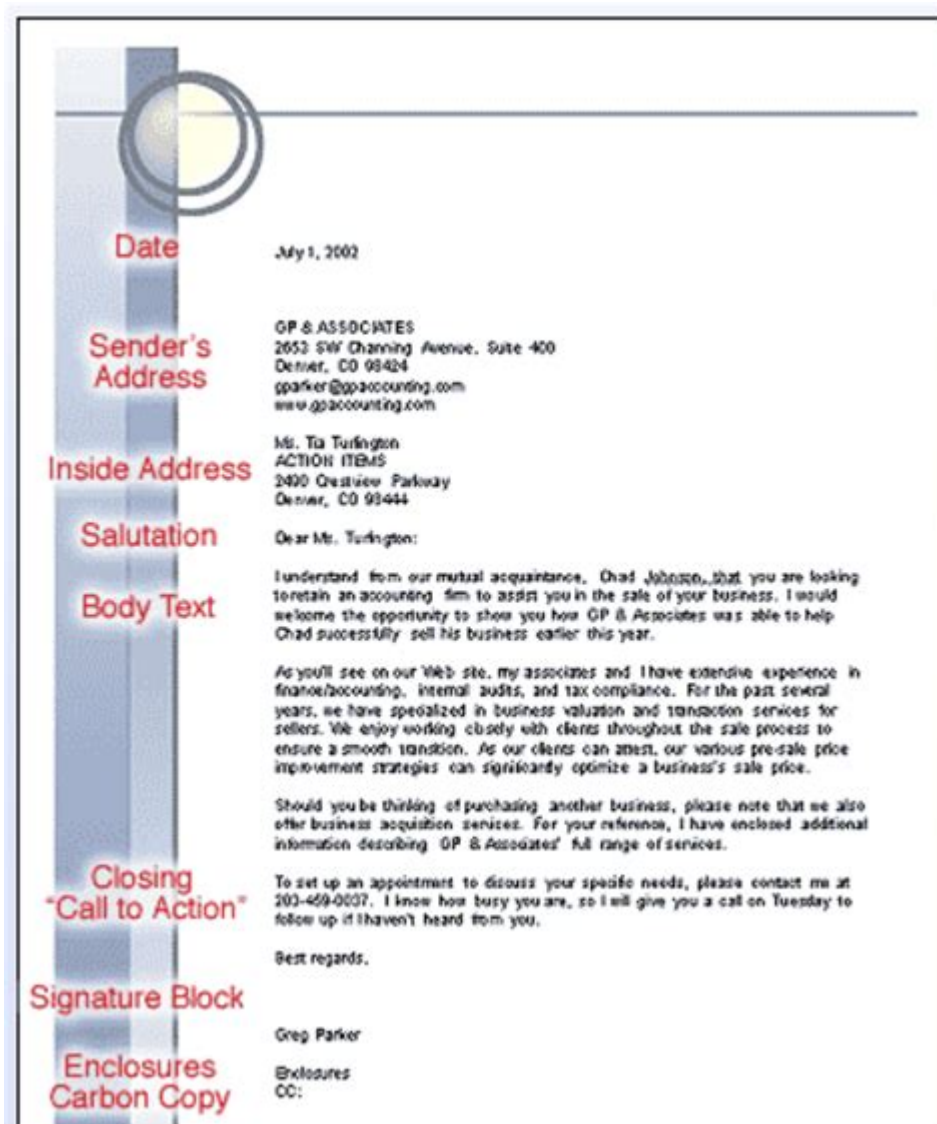 Date
July 1, 2002
Sender's
Address
GP & ASSOCIATES
2653 SW Channing Avenue, Suite 400
Denver, CO 98424
gparker@gpaccounting.com
www.gpaccounting.com
Inside Address
Ms. Tia Turlington
ACTION ITEMS
2400 Crestview Parkway
Denver, CO 98444
Salutation
Dear Ms. Turlington:
Body Text
I understand from our mutual acquaintance, Chad Johnson, that you are looking
to retain an accounting firm to assist you in the sale of your business. I would
welcome the opportunity to show you how GP & Associates was able to help
Chad successfully sell his business earlier this year.
As you'll see on our Web site, my associates and I have extensive experience in
finance/accounting, internal audits, and tax compliance. For the past several
years, we have specialized in business valuation and transaction services for
sellers. We enjoy working closely with clients throughout the sale process to
ensure a smooth transition. As our clients can attest, our various pre-sale price
improvement strategies can significantly optimize a business's sale price.
Should you be thinking of purchasing another business, please note that we also
offer business acquisition services. For your reference, I have enclosed additional
information describing GP & Associates' full range of services.
Closing
"Call to Action"
To set up an appointment to discuss your specific needs, please contact me at
203-459-0037. I know how busy you are, so I will give you a call on Tuesday to
follow up if I haven't heard from you.
Best regards,
Signature Block
Greg Parker
Enclosures
Carbon Copy
Enclosures
CC: